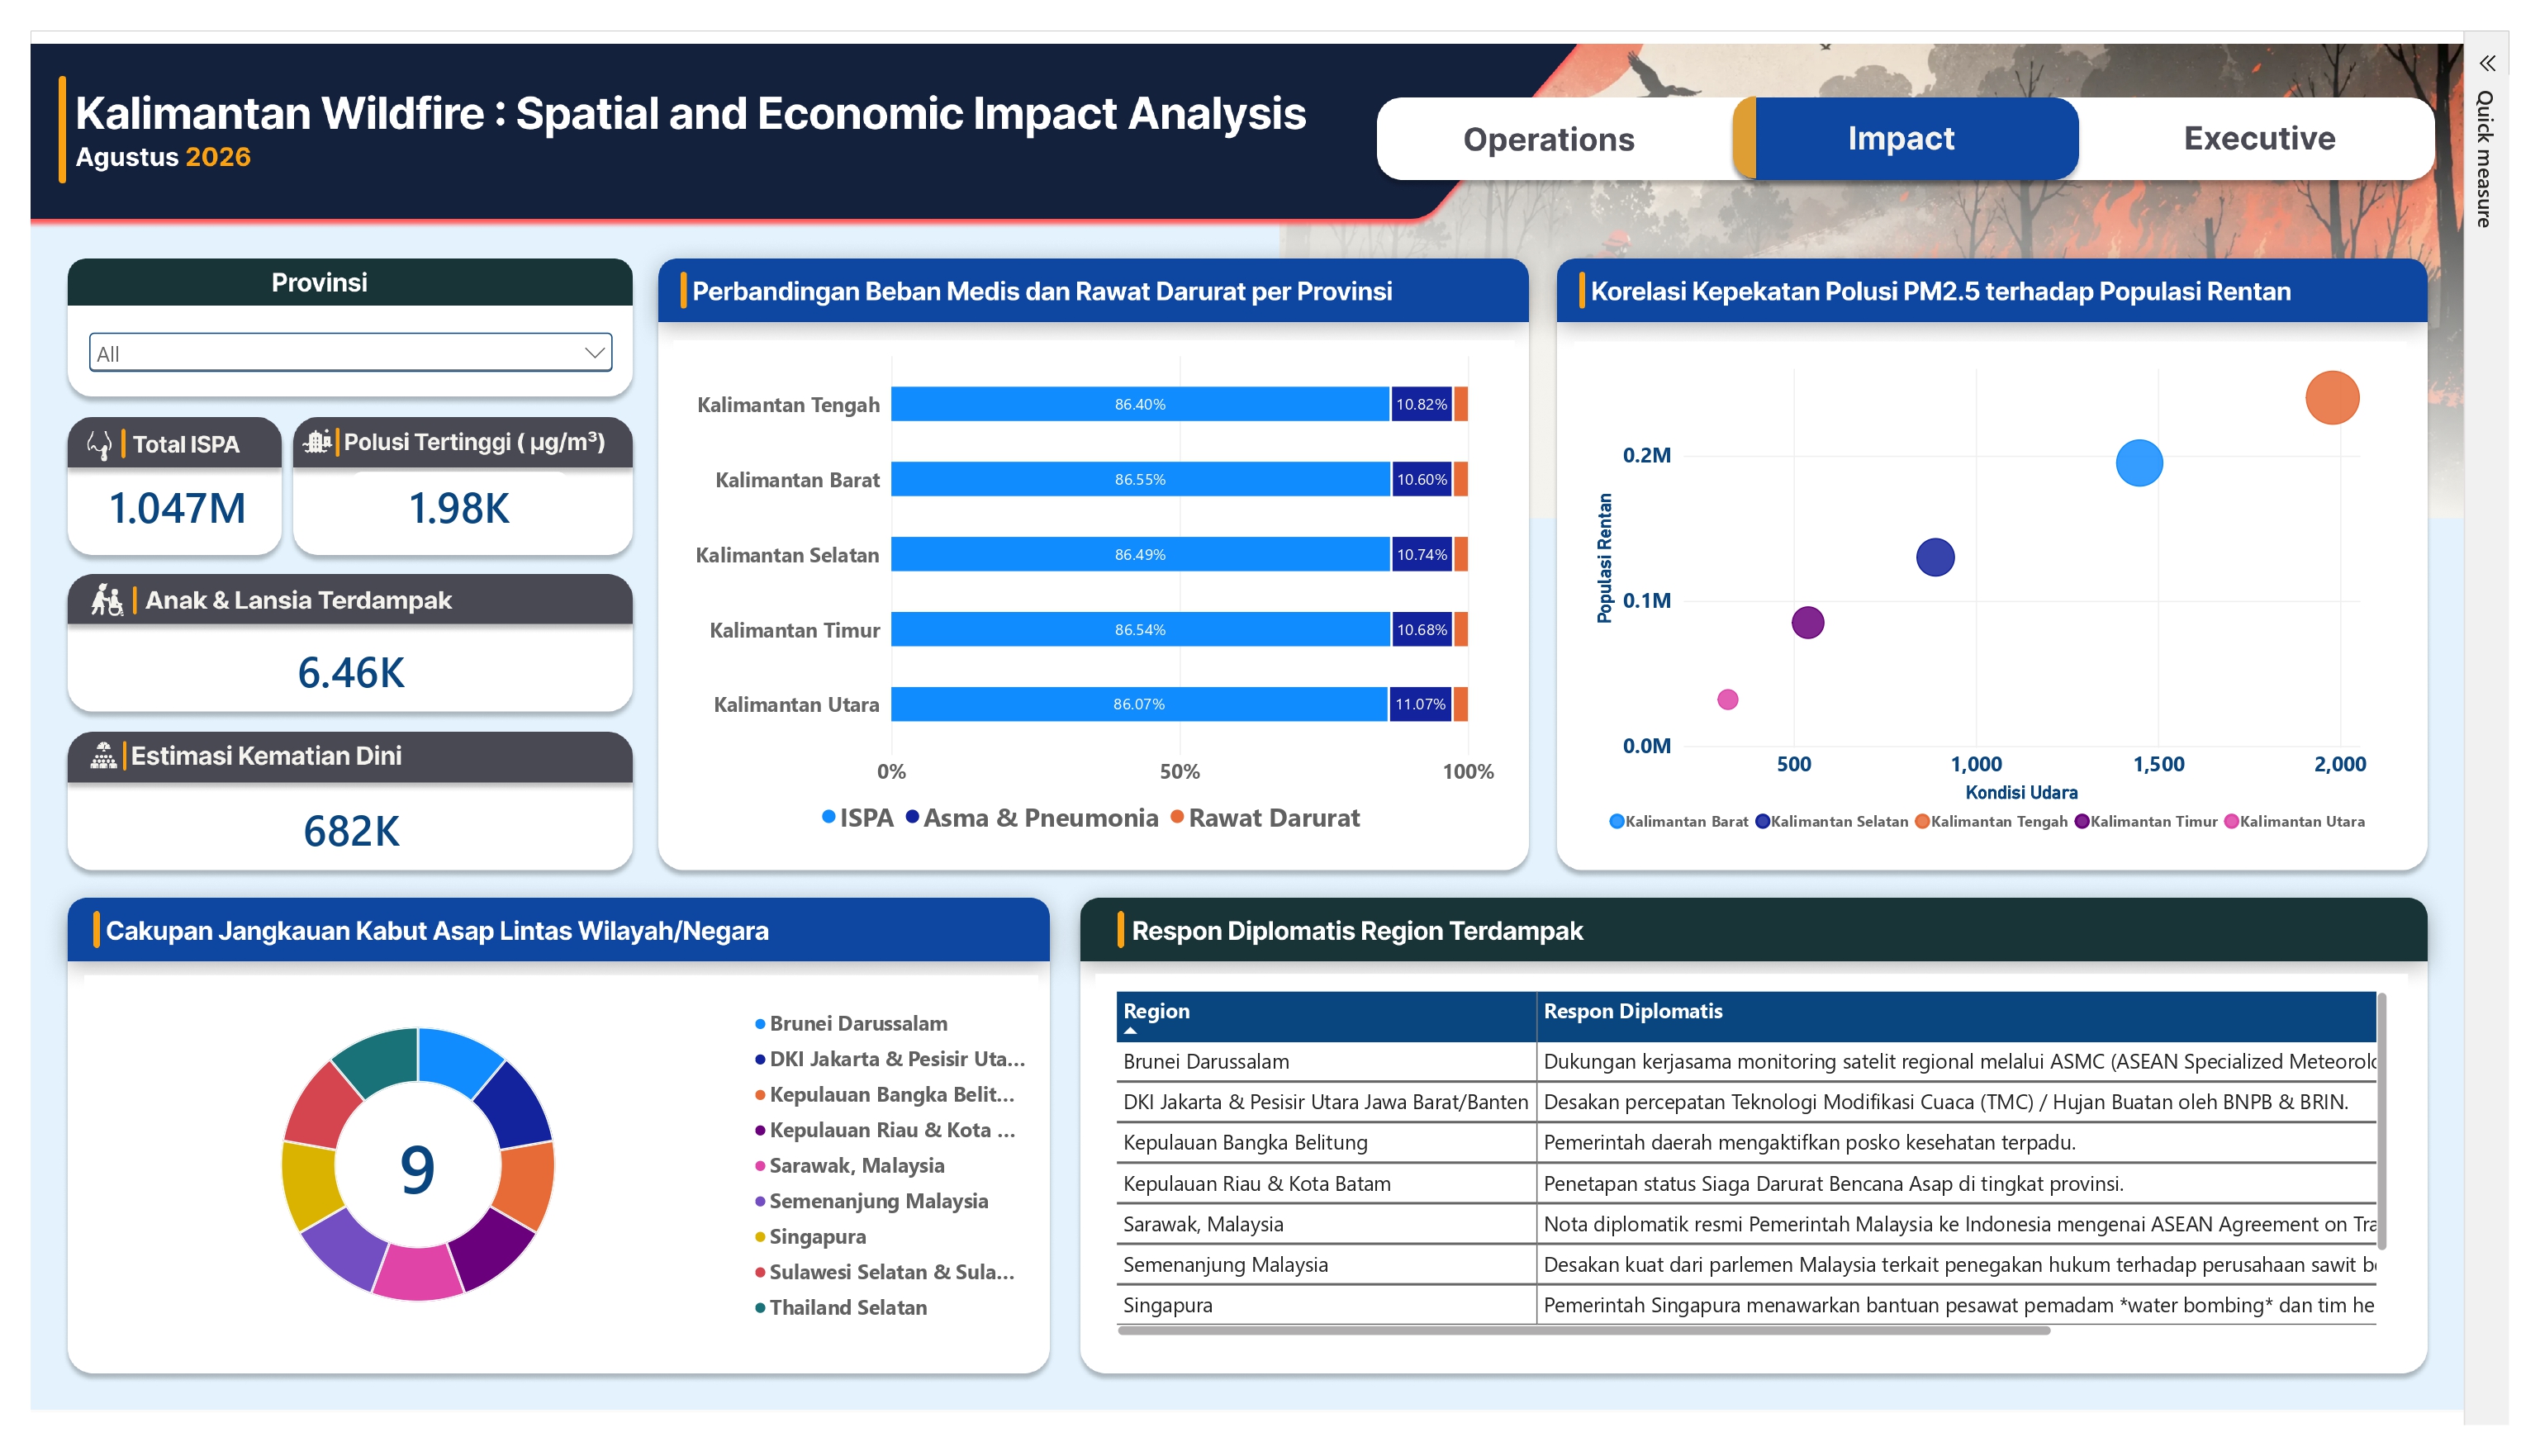 Kalimantan Wildfire : Spatial and Economic Impact Analysis
Agustus 2026
Operations
Impact
Executive
Quick measure
Provinsi
All
Total ISPA
1.047M
Polusi Tertinggi ( µg/m³)
1.98K
Anak & Lansia Terdampak
6.46K
Estimasi Kematian Dini
682K
Perbandingan Beban Medis dan Rawat Darurat per Provinsi
Kalimantan Tengah 86.40% 10.82%
Kalimantan Barat 86.55% 10.60%
Kalimantan Selatan 86.49% 10.74%
Kalimantan Timur 86.54% 10.68%
Kalimantan Utara 86.07% 11.07%
0% 50% 100%
ISPA Asma & Pneumonia Rawat Darurat
Korelasi Kepekatan Polusi PM2.5 terhadap Populasi Rentan
Populasi Rentan
0.2M
0.1M
0.0M
500 1,000 1,500 2,000
Kondisi Udara
Kalimantan Barat Kalimantan Selatan Kalimantan Tengah Kalimantan Timur Kalimantan Utara
Cakupan Jangkauan Kabut Asap Lintas Wilayah/Negara
9
Brunei Darussalam
DKI Jakarta & Pesisir Uta...
Kepulauan Bangka Belit...
Kepulauan Riau & Kota ...
Sarawak, Malaysia
Semenanjung Malaysia
Singapura
Sulawesi Selatan & Sula...
Thailand Selatan
Respon Diplomatis Region Terdampak
Region Respon Diplomatis
Brunei Darussalam Dukungan kerjasama monitoring satelit regional melalui ASMC (ASEAN Specialized Meteorolo
DKI Jakarta & Pesisir Utara Jawa Barat/Banten Desakan percepatan Teknologi Modifikasi Cuaca (TMC) / Hujan Buatan oleh BNPB & BRIN.
Kepulauan Bangka Belitung Pemerintah daerah mengaktifkan posko kesehatan terpadu.
Kepulauan Riau & Kota Batam Penetapan status Siaga Darurat Bencana Asap di tingkat provinsi.
Sarawak, Malaysia Nota diplomatik resmi Pemerintah Malaysia ke Indonesia mengenai ASEAN Agreement on Tra
Semenanjung Malaysia Desakan kuat dari parlemen Malaysia terkait penegakan hukum terhadap perusahaan sawit be
Singapura Pemerintah Singapura menawarkan bantuan pesawat pemadam *water bombing* dan tim he